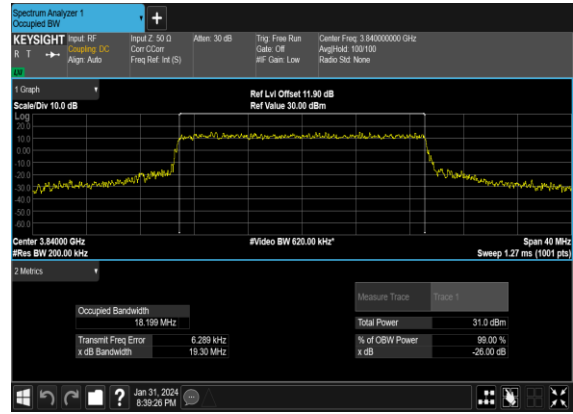 Spectrum Analyzer 1
Occupied BW
+
KEYSIGHT Input: RF Input Z: 50 Ω Atten: 30 dB Trig: Free Run Center Freq: 3.840000000 GHz
R T Coupling: DC Corr CCorr Gate: Off Avg|Hold: 100/100
Align: Auto Freq Ref: Int (S) #IF Gain: Low Radio Std: None
LW
1 Graph
Ref Lvl Offset 11.90 dB
Scale/Div 10.0 dB Ref Value 30.00 dBm
Log
20.0
10.0
0.00
-10.0
-20.0
-30.0
-40.0
-50.0
-60.0
Center 3.84000 GHz #Video BW 620.00 kHz* Span 40 MHz
#Res BW 200.00 kHz Sweep 1.27 ms (1001 pts)
2 Metrics
Measure Trace Trace 1
Occupied Bandwidth
18.199 MHz
Total Power 31.0 dBm
Transmit Freq Error 6.289 kHz % of OBW Power 99.00 %
x dB Bandwidth 19.30 MHz x dB -26.00 dB
? Jan 31, 2024
8:39:26 PM